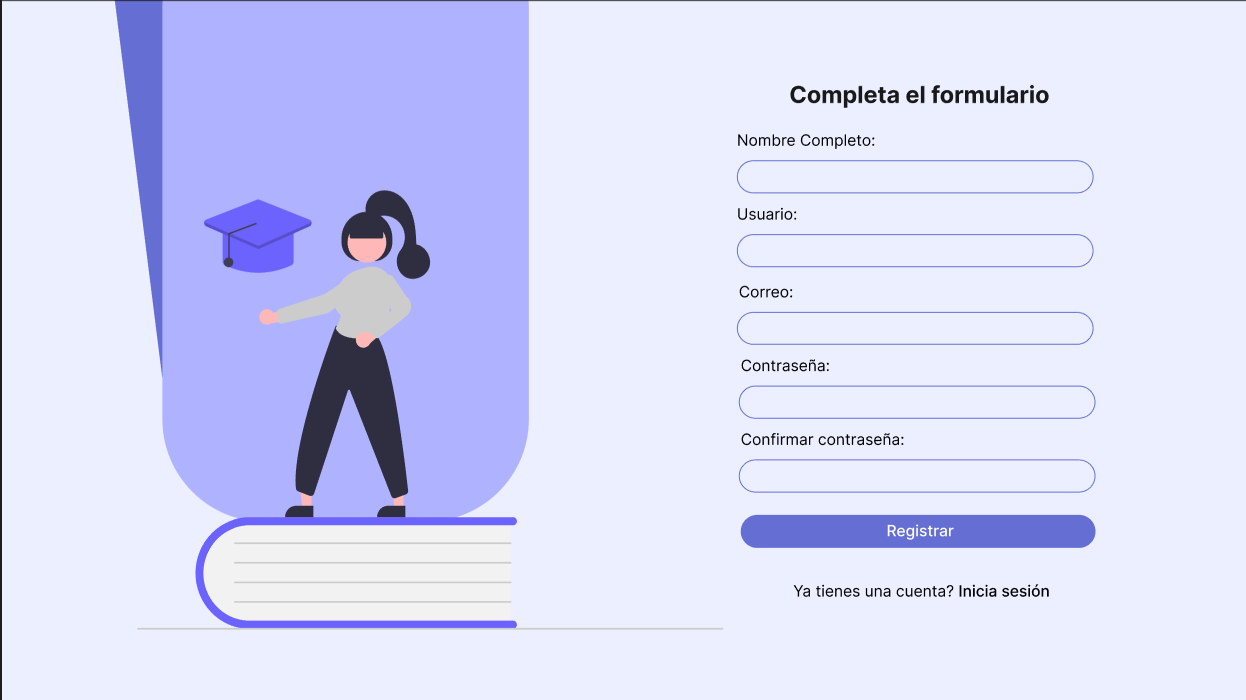 Completa el formulario
Nombre Completo:
Usuario:
Correo:
Contraseña:
Confirmar contraseña:
Registrar
Ya tienes una cuenta? Inicia sesión